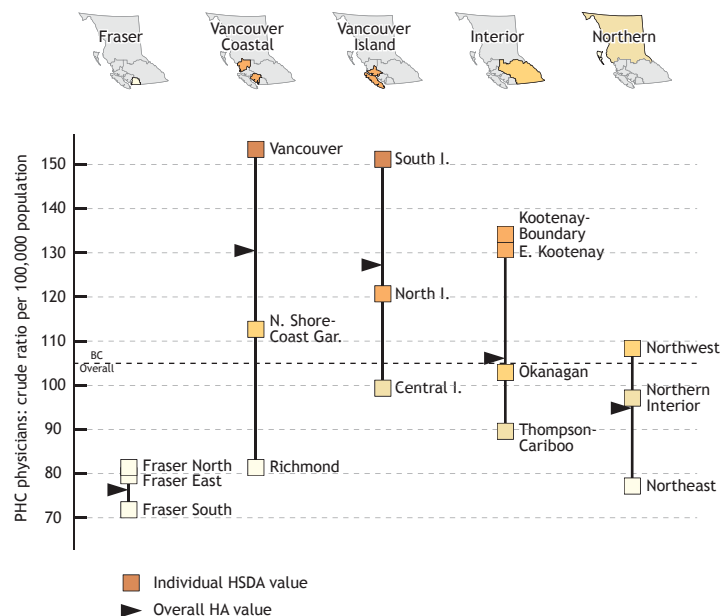 Fraser
Vancouver
Coastal
Vancouver
Island
Interior
Northern
PHC physicians: crude ratio per 100,000 population
150
140
130
120
110
100
90
80
70
BC
Overall
Fraser North
Fraser East
Fraser South
Vancouver
N. Shore-
Coast Gar.
Richmond
South I.
North I.
Central I.
Kootenay-
Boundary
E. Kootenay
Okanagan
Thompson-
Cariboo
Northwest
Northern
Interior
Northeast
Individual HSDA value
Overall HA value